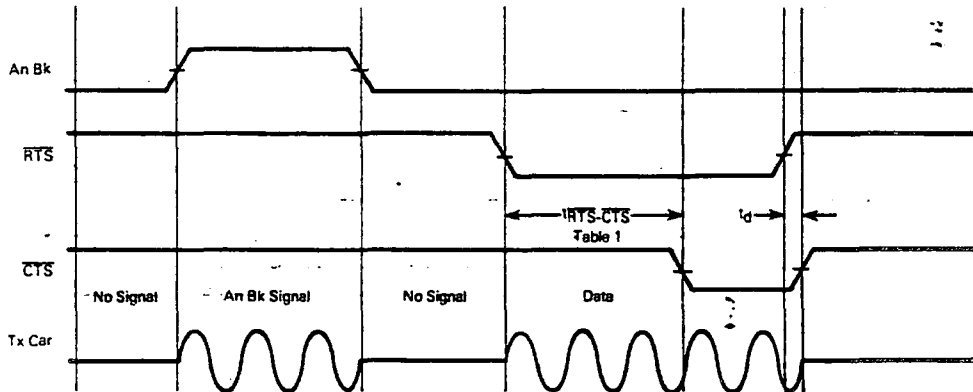 An Bk
RTS
tRTS-CTS
td
Table 1
CTS
No Signal
An Bk Signal
No Signal
Data
Tx Car